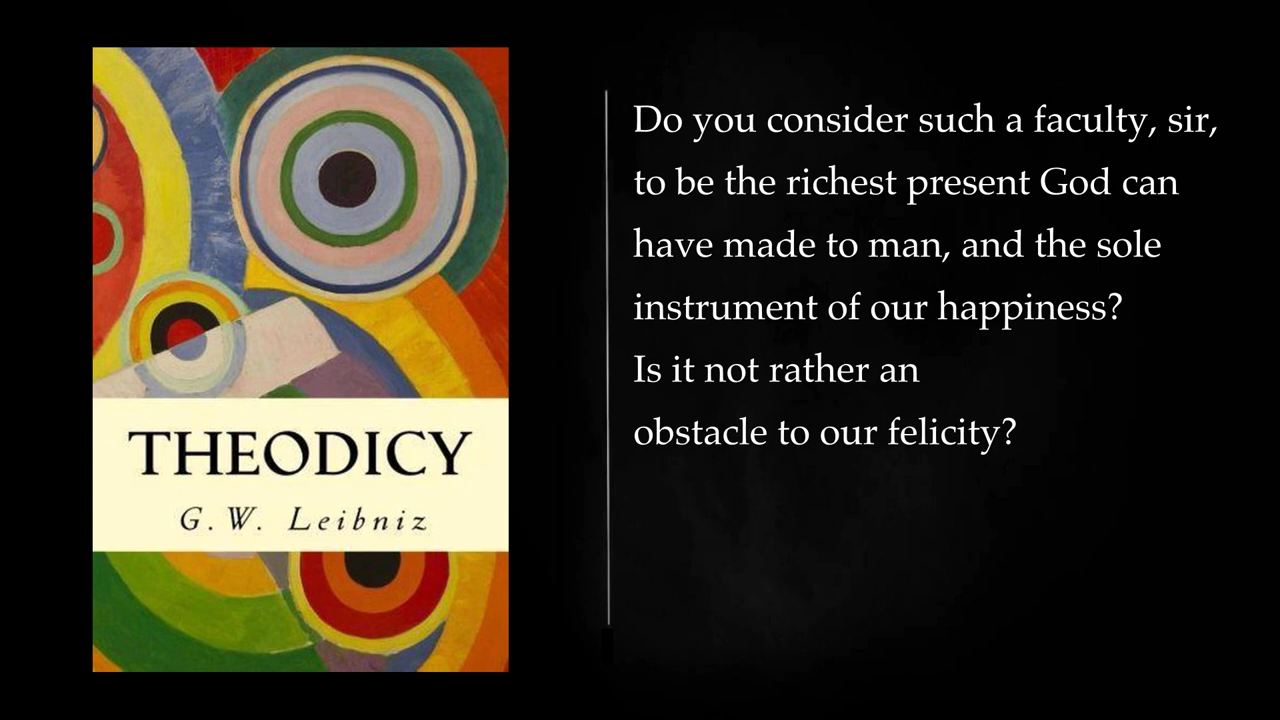 THEODICY
G. W. Leibniz
Do you consider such a faculty, sir,
to be the richest present God can
have made to man, and the sole
instrument of our happiness?
Is it not rather an
obstacle to our felicity?